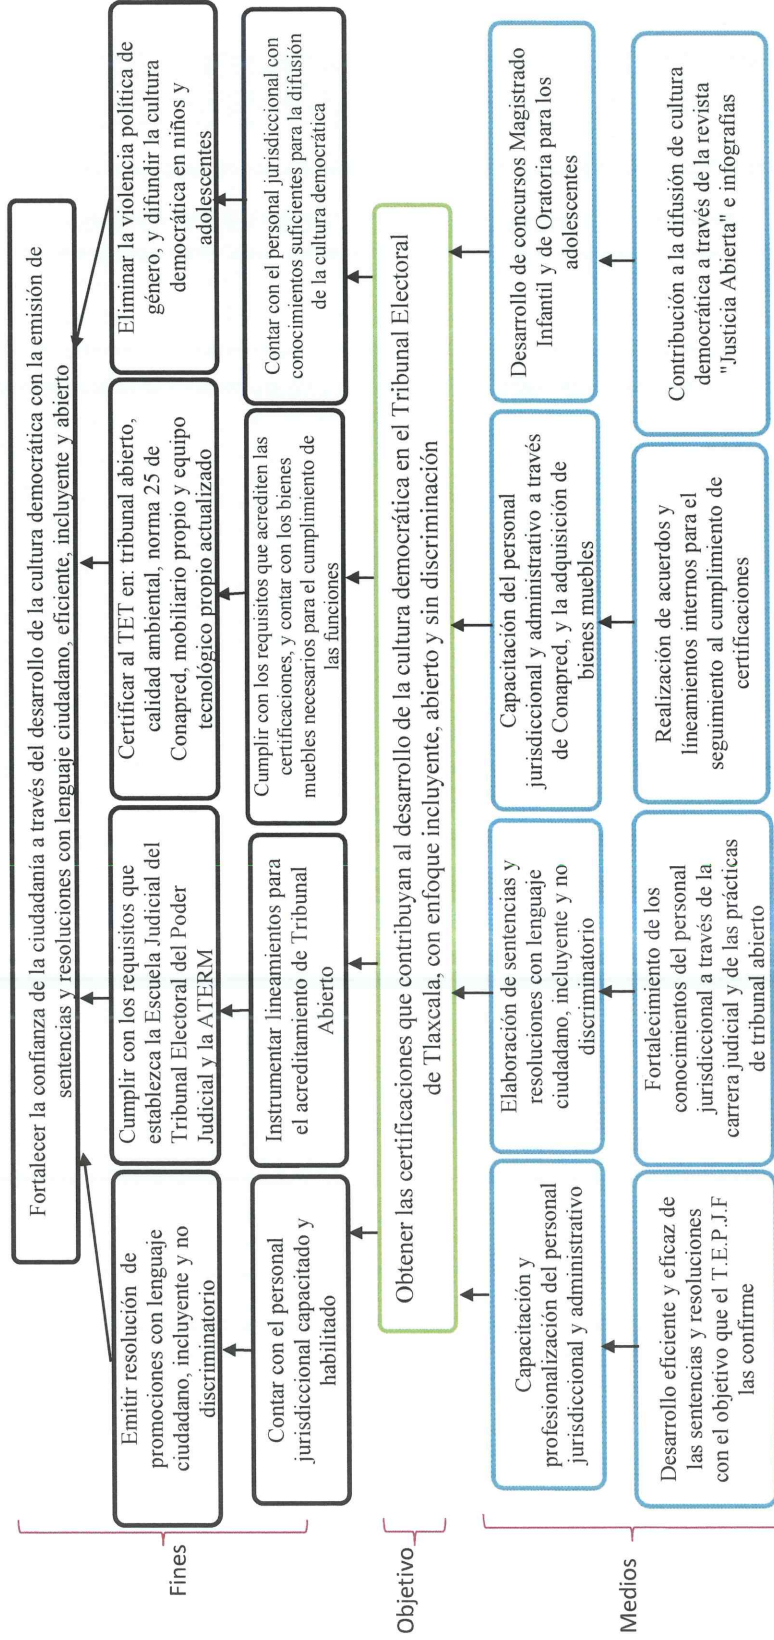 Fortalecer la confianza de la ciudadanía a través del desarrollo de la cultura democrática con la emisión de
sentencias y resoluciones con lenguaje ciudadano, eficiente, incluyente y abierto
Fines
Emitir resolución de
promociones con lenguaje
ciudadano, incluyente y no
discriminatorio
Cumplir con los requisitos que
establezca la Escuela Judicial del
Tribunal Electoral del Poder
Judicial y la ATERM
Certificar al TET en: tribunal abierto,
calidad ambiental, norma 25 de
Conapred, mobiliario propio y equipo
tecnológico propio actualizado
Eliminar la violencia política de
género, y difundir la cultura
democrática en niños y
adolescentes
Contar con el personal
jurisdiccional capacitado y
habilitado
Instrumentar lineamientos para
el acreditamiento de Tribunal
Abierto
Cumplir con los requisitos que acrediten las
certificaciones, y contar con los bienes
muebles necesarios para el cumplimiento de
las funciones
Contar con el personal jurisdiccional con
conocimientos suficientes para la difusión
de la cultura democrática
Objetivo
Obtener las certificaciones que contribuyan al desarrollo de la cultura democrática en el Tribunal Electoral
de Tlaxcala, con enfoque incluyente, abierto y sin discriminación
Medios
Capacitación y
profesionalización del personal
jurisdiccional y administrativo
Elaboración de sentencias y
resoluciones con lenguaje
ciudadano, incluyente y no
discriminatorio
Capacitación del personal
jurisdiccional y administrativo a través
de Conapred, y la adquisición de
bienes muebles
Desarrollo de concursos Magistrado
Infantil y de Oratoria para los
adolescentes
Desarrollo eficiente y eficaz de
las sentencias y resoluciones
con el objetivo que el T.E.P.J.F
las confirme
Fortalecimiento de los
conocimientos del personal
jurisdiccional a través de la
carrera judicial y de las prácticas
de tribunal abierto
Realización de acuerdos y
líneamientos internos para el
seguimiento al cumplimiento de
certificaciones
Contribución a la difusión de cultura
democrática a través de la revista
"Justicia Abierta" e infografías